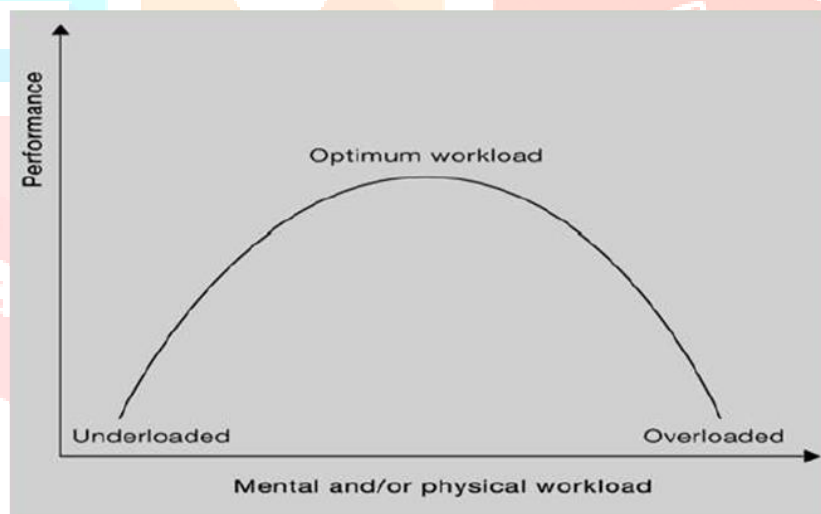 Performance
Optimum workload
Underloaded
Overloaded
Mental and/or physical workload